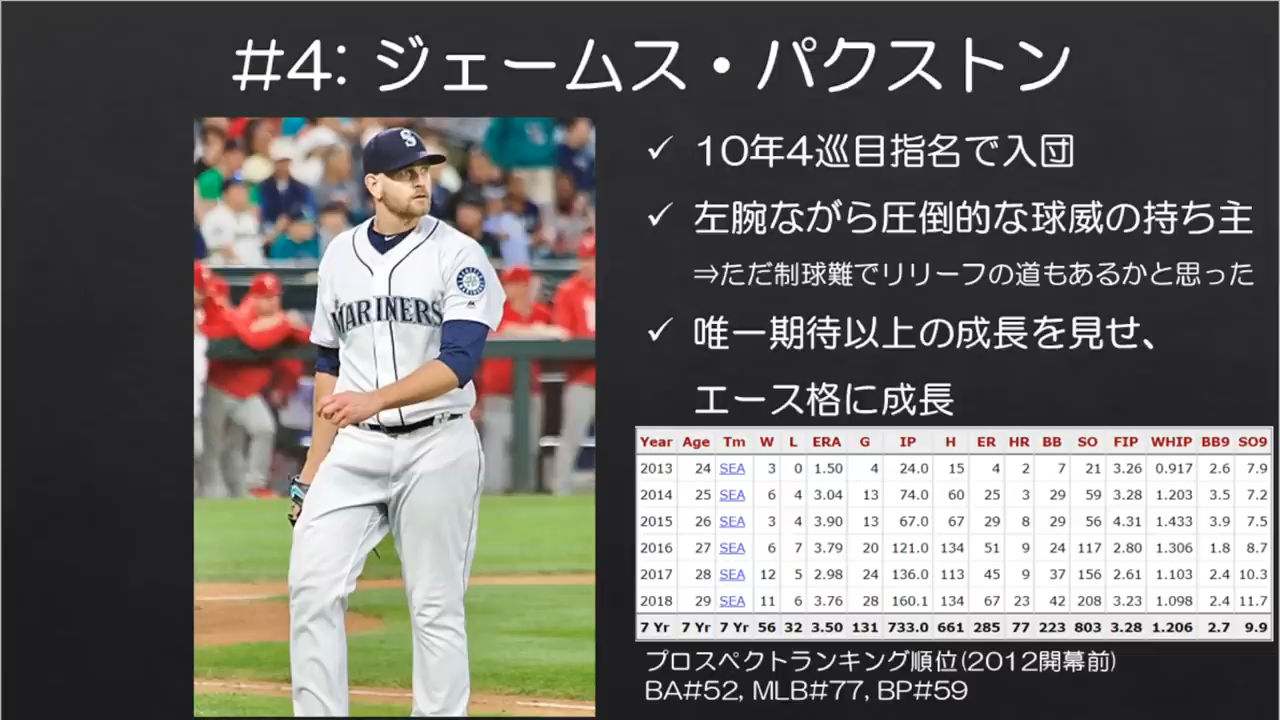 #4: ジェームス・パクストン
✓ 10年4巡目指名で入団
✓ 左腕ながら圧倒的な球威の持ち主
⇒ただ制球難でリリーフの道もあるかと思った
✓ 唯一期待以上の成長を見せ、
エース格に成長
S
MARINERS
Year Age Tm W L ERA G IP H ER HR BB SO FIP WHIP BB9 SO9
2013 24 SEA 3 0 1.50 4 24.0 15 4 2 7 21 3.26 0.917 2.6 7.9
2014 25 SEA 6 4 3.04 13 74.0 60 25 3 29 59 3.28 1.203 3.5 7.2
2015 26 SEA 3 4 3.90 13 67.0 67 29 8 29 56 4.31 1.433 3.9 7.5
2016 27 SEA 6 7 3.79 20 121.0 134 51 9 24 117 2.80 1.306 1.8 8.7
2017 28 SEA 12 5 2.98 24 136.0 113 45 9 37 156 2.61 1.103 2.4 10.3
2018 29 SEA 11 6 3.76 28 160.1 134 67 23 42 208 3.23 1.098 2.4 11.7
7 Yr 7 Yr 7 Yr 56 32 3.50 131 733.0 661 285 77 223 803 3.28 1.206 2.7 9.9
プロスペクトランキング順位(2012開幕前)
BA#52, MLB#77, BP#59